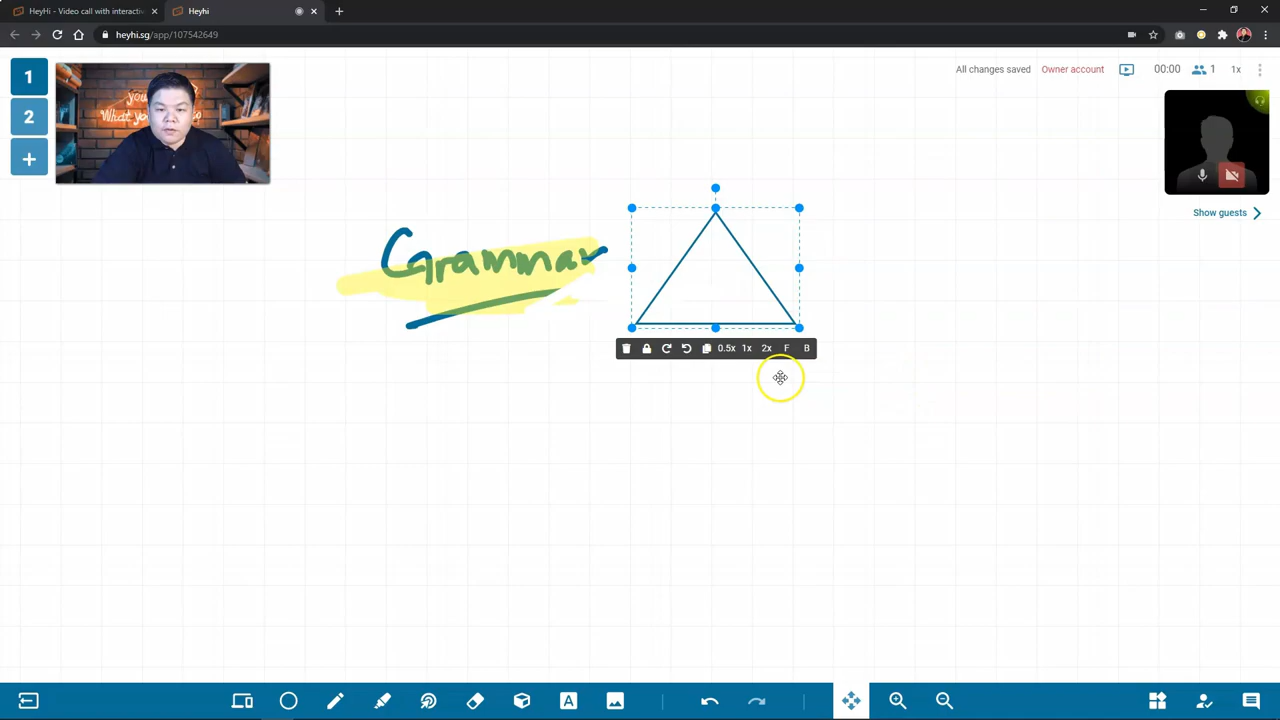 HeyHi - Video call with interactiv
Heyhi
heyhi.sg/app/107542649
1
2
+
All changes saved
Owner account
00:00
1
1x
Show guests
Grammar
0.5x 1x 2x F B
A